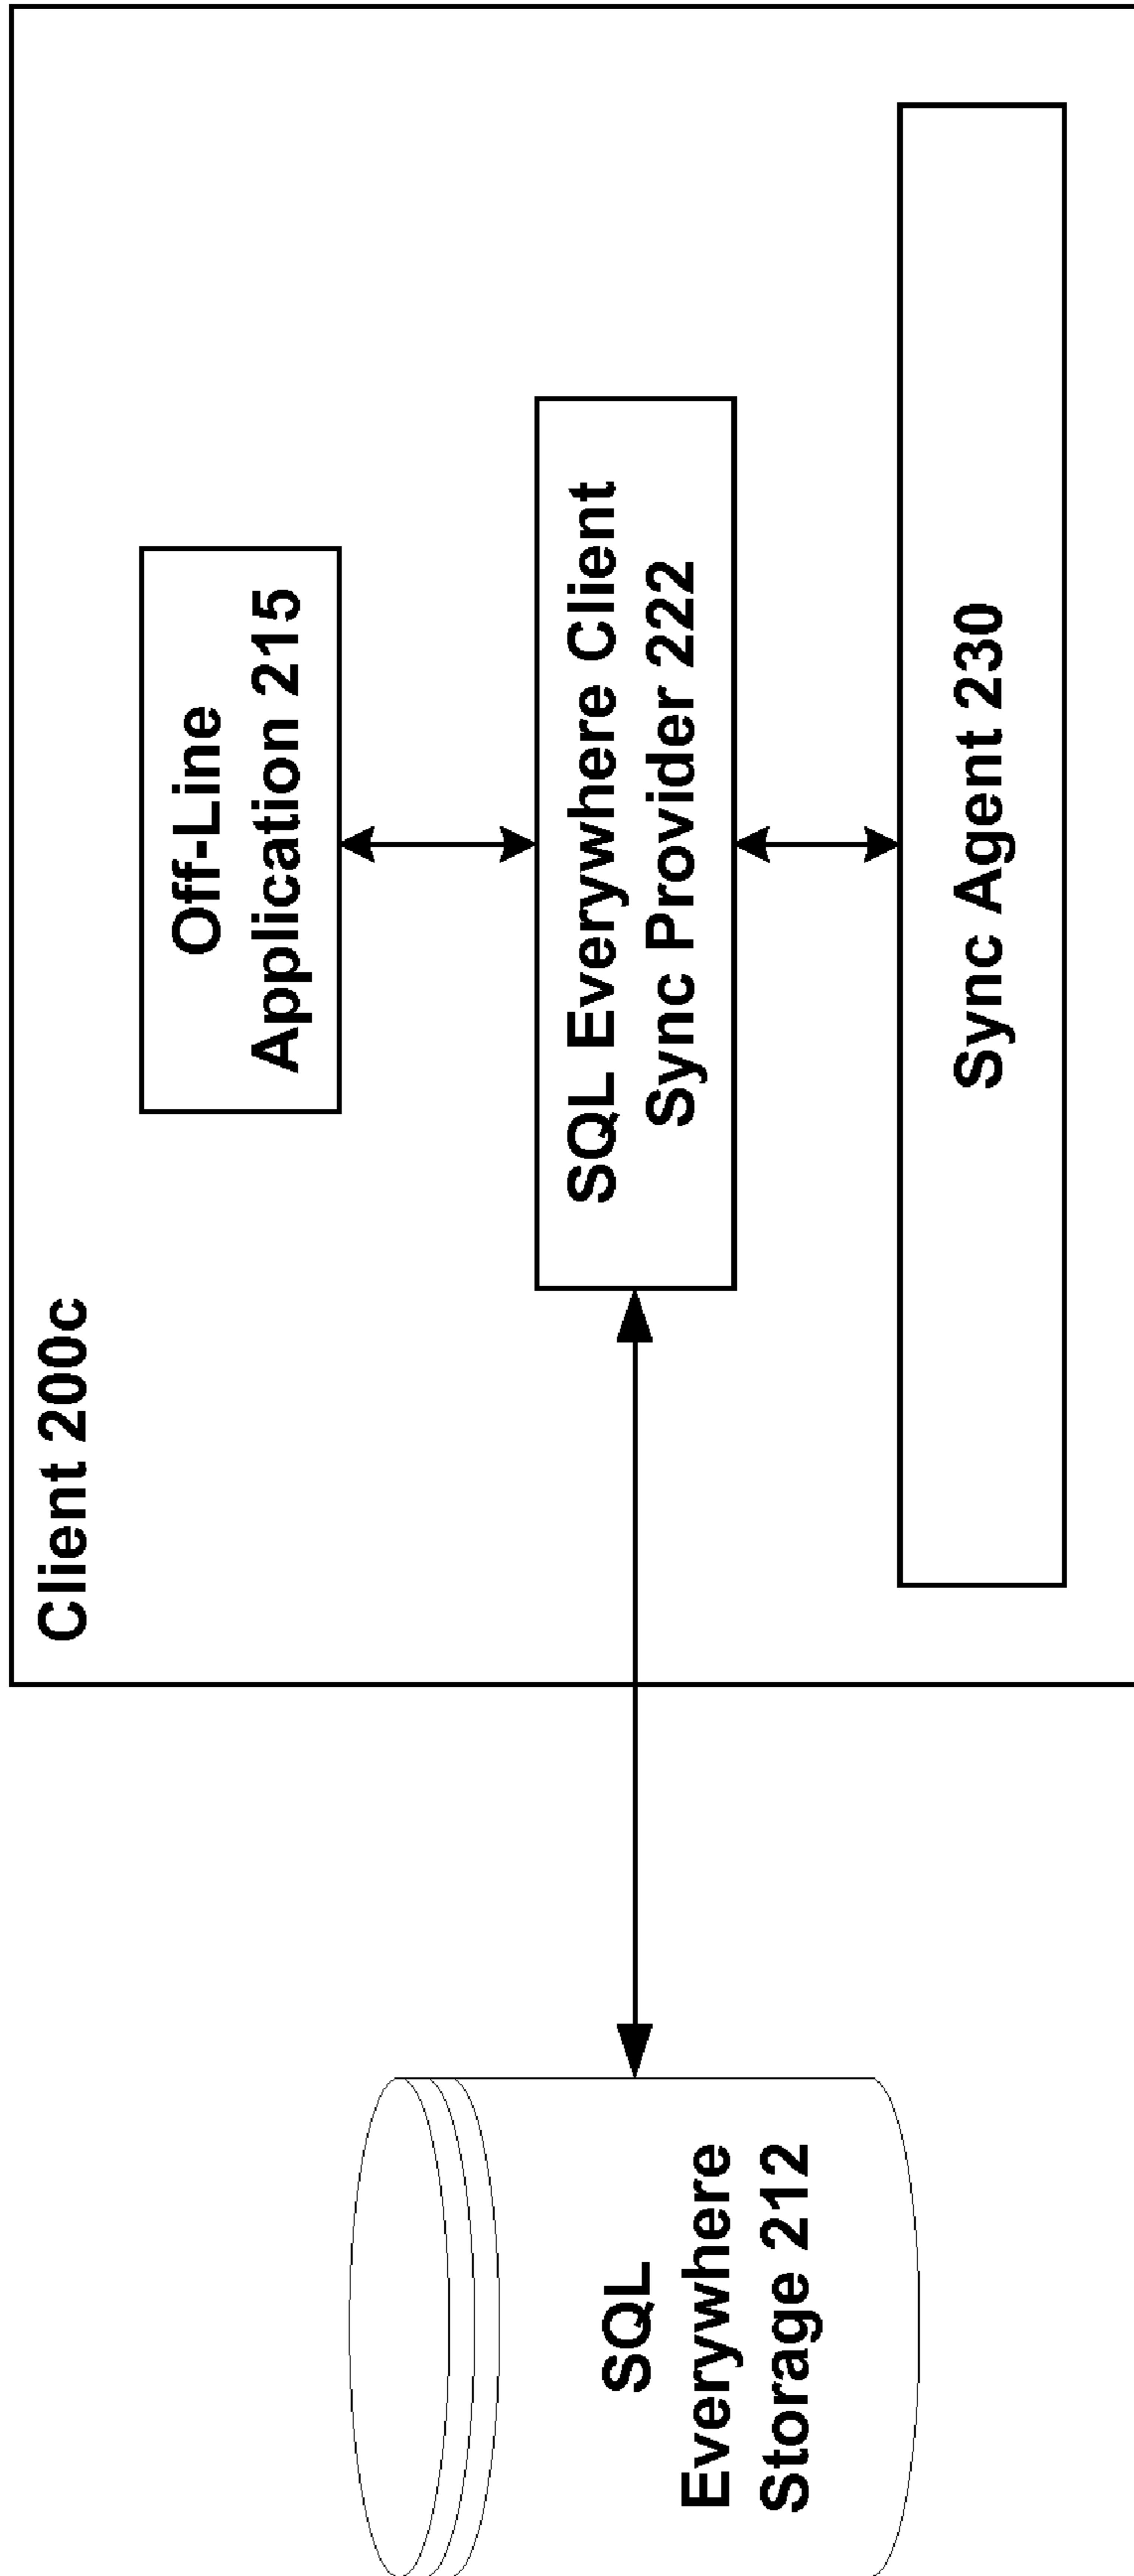 Client 200c
Off-Line
Application 215
SQL Everywhere Client
Sync Provider 222
Sync Agent 230
SQL
Everywhere
Storage 212